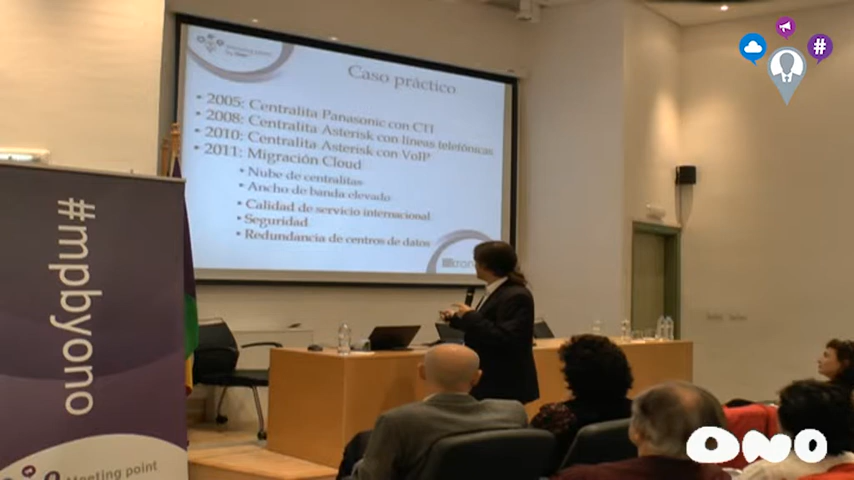 Caso práctico
• 2005: Centralita Panasonic con CTI
• 2008: Centralita Asterisk con líneas telefónicas
• 2010: Centralita Asterisk con VoIP
• 2011: Migración Cloud
• Nube de centralitas
• Ancho de banda elevado
• Calidad de servicio internacional
• Seguridad
• Redundancia de centros de datos
#mpbyono
Meeting point
#
ONO